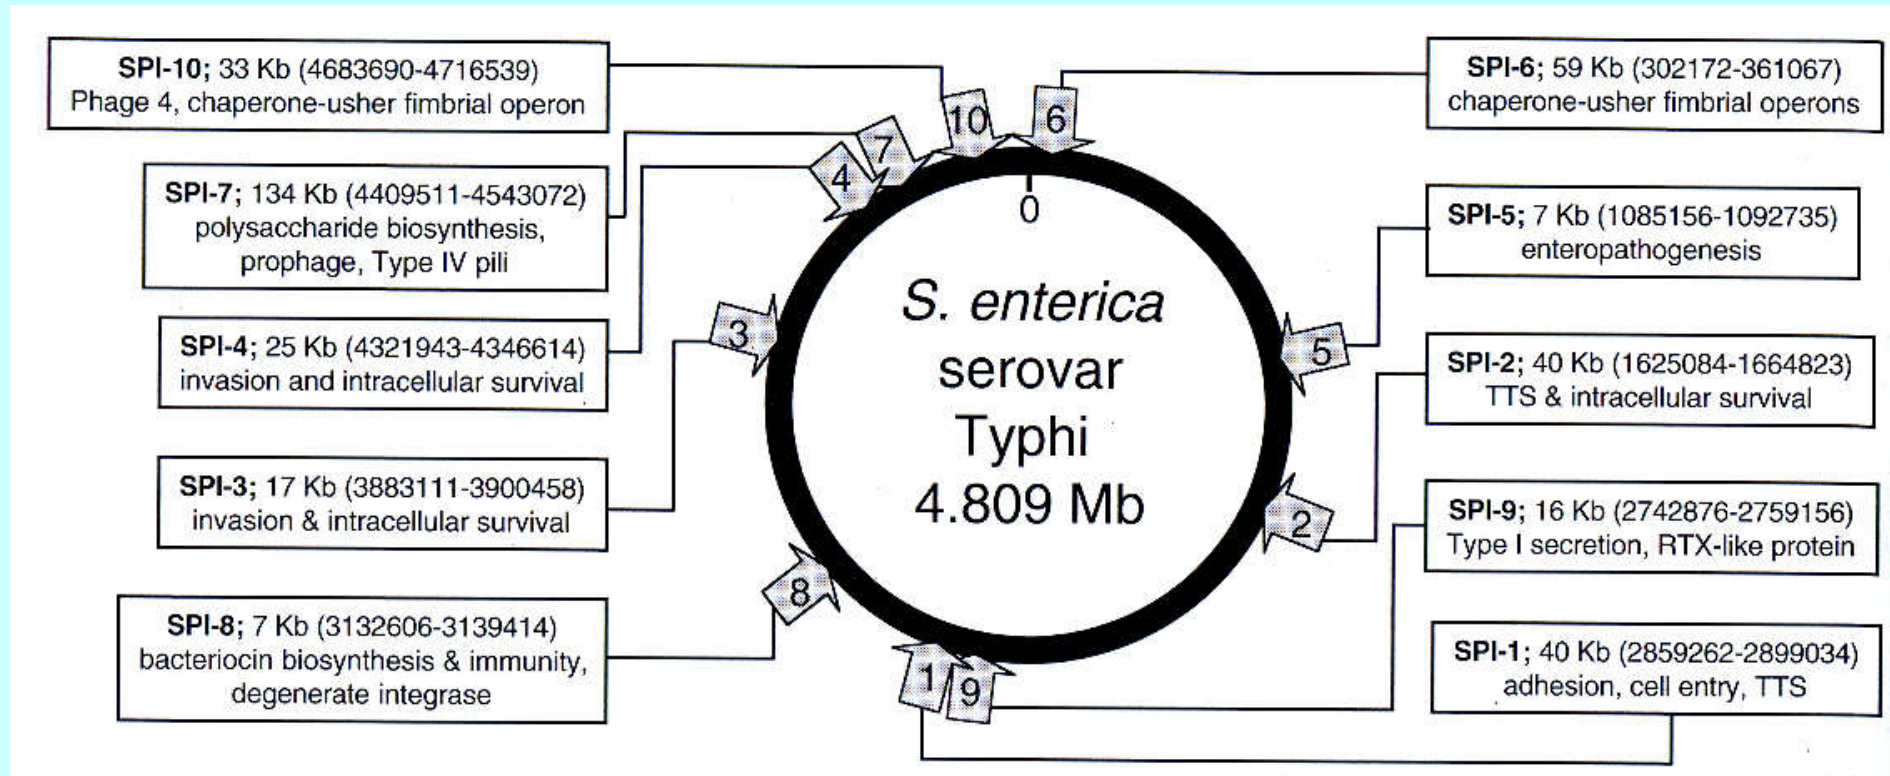 SPI-10; 33 Kb (4683690-4716539)
Phage 4, chaperone-usher fimbrial operon
SPI-7; 134 Kb (4409511-4543072)
polysaccharide biosynthesis,
prophage, Type IV pili
SPI-4; 25 Kb (4321943-4346614)
invasion and intracellular survival
SPI-3; 17 Kb (3883111-3900458)
invasion & intracellular survival
SPI-8; 7 Kb (3132606-3139414)
bacteriocin biosynthesis & immunity,
degenerate integrase
10
6
7
4
3
5
2
8
1
9
0
S. enterica
serovar
Typhi
4.809 Mb
SPI-6; 59 Kb (302172-361067)
chaperone-usher fimbrial operons
SPI-5; 7 Kb (1085156-1092735)
enteropathogenesis
SPI-2; 40 Kb (1625084-1664823)
TTS & intracellular survival
SPI-9; 16 Kb (2742876-2759156)
Type I secretion, RTX-like protein
SPI-1; 40 Kb (2859262-2899034)
adhesion, cell entry, TTS